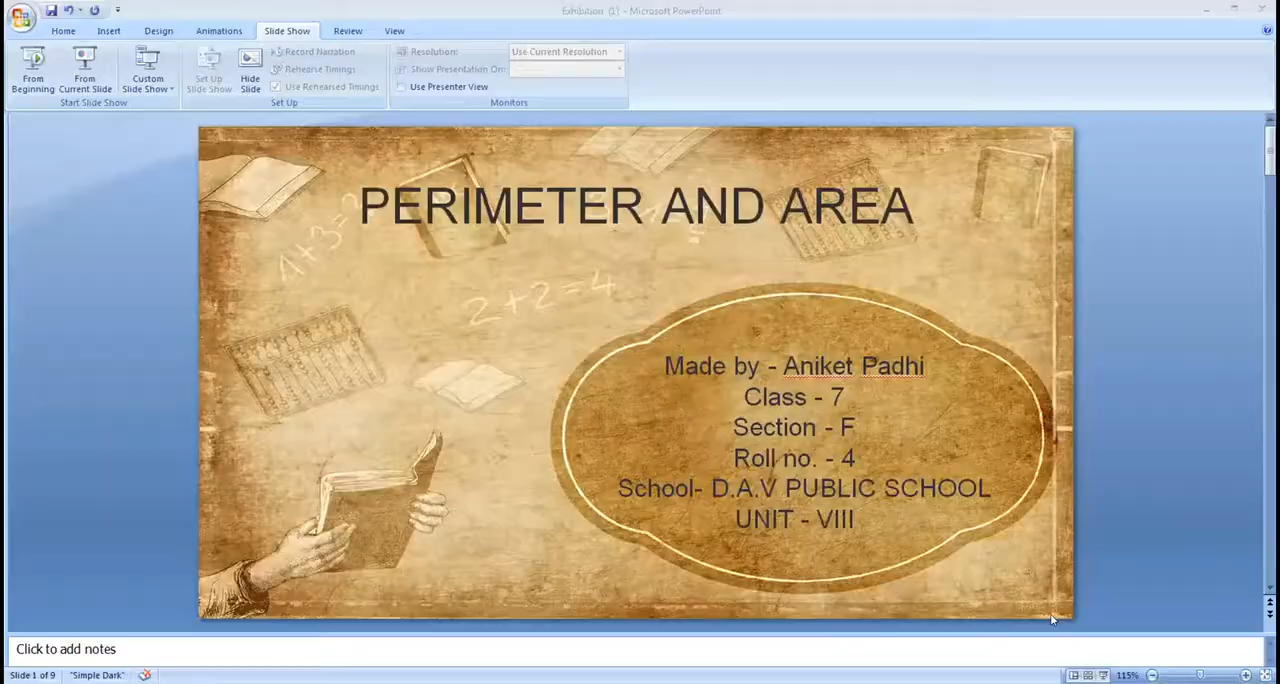 Exhibition (1) - Microsoft PowerPoint
Home Insert Design Animations Slide Show Review View
From Beginning
From Current Slide
Custom Slide Show
Start Slide Show
Set Up Slide Show
Hide Slide
Record Narration
Rehearse Timings
Use Rehearsed Timings
Set Up
Resolution: Use Current Resolution
Show Presentation On:
Use Presenter View
Monitors
PERIMETER AND AREA
2+2=4
Made by - Aniket Padhi
Class - 7
Section - F
Roll no. - 4
School- D.A.V PUBLIC SCHOOL
UNIT - VIII
Click to add notes
Slide 1 of 9 "Simple Dark" 115%